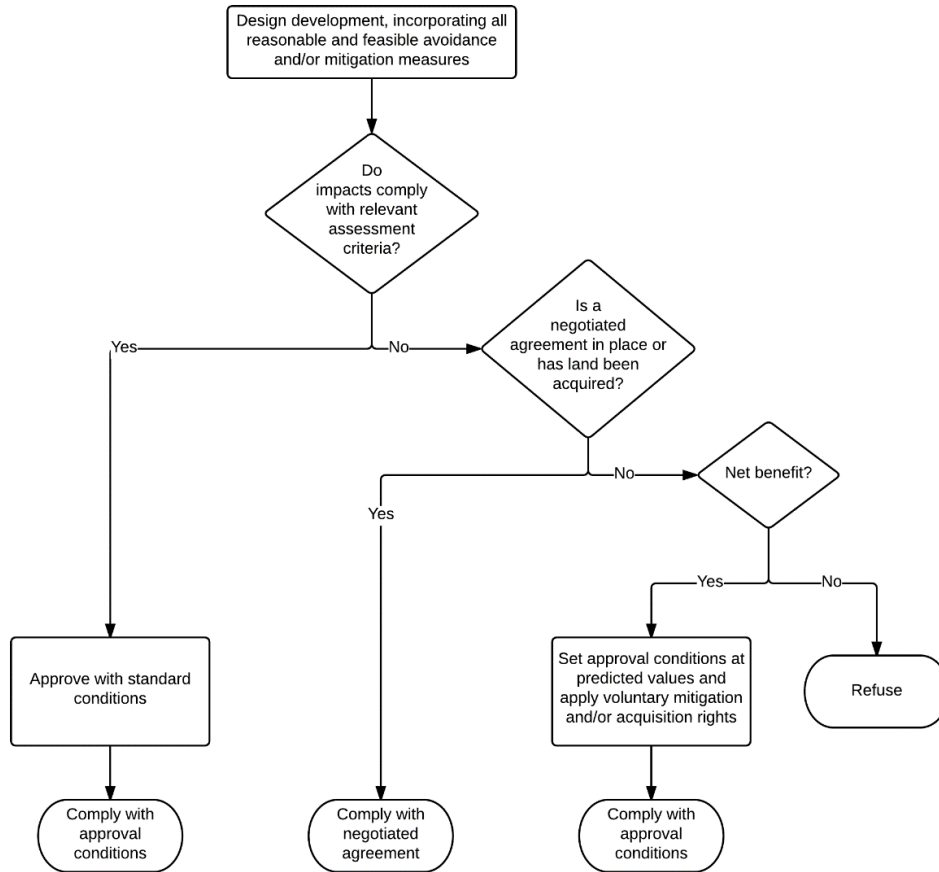 Design development, incorporating all
reasonable and feasible avoidance
and/or mitigation measures
Do
impacts comply
with relevant
assessment
criteria?
Yes
No
Is a
negotiated
agreement in place or
has land been
acquired?
Yes
No
Net benefit?
Yes
No
Approve with standard
conditions
Set approval conditions at
predicted values and
apply voluntary mitigation
and/or acquisition rights
Refuse
Comply with
approval
conditions
Comply with
negotiated
agreement
Comply with
approval
conditions